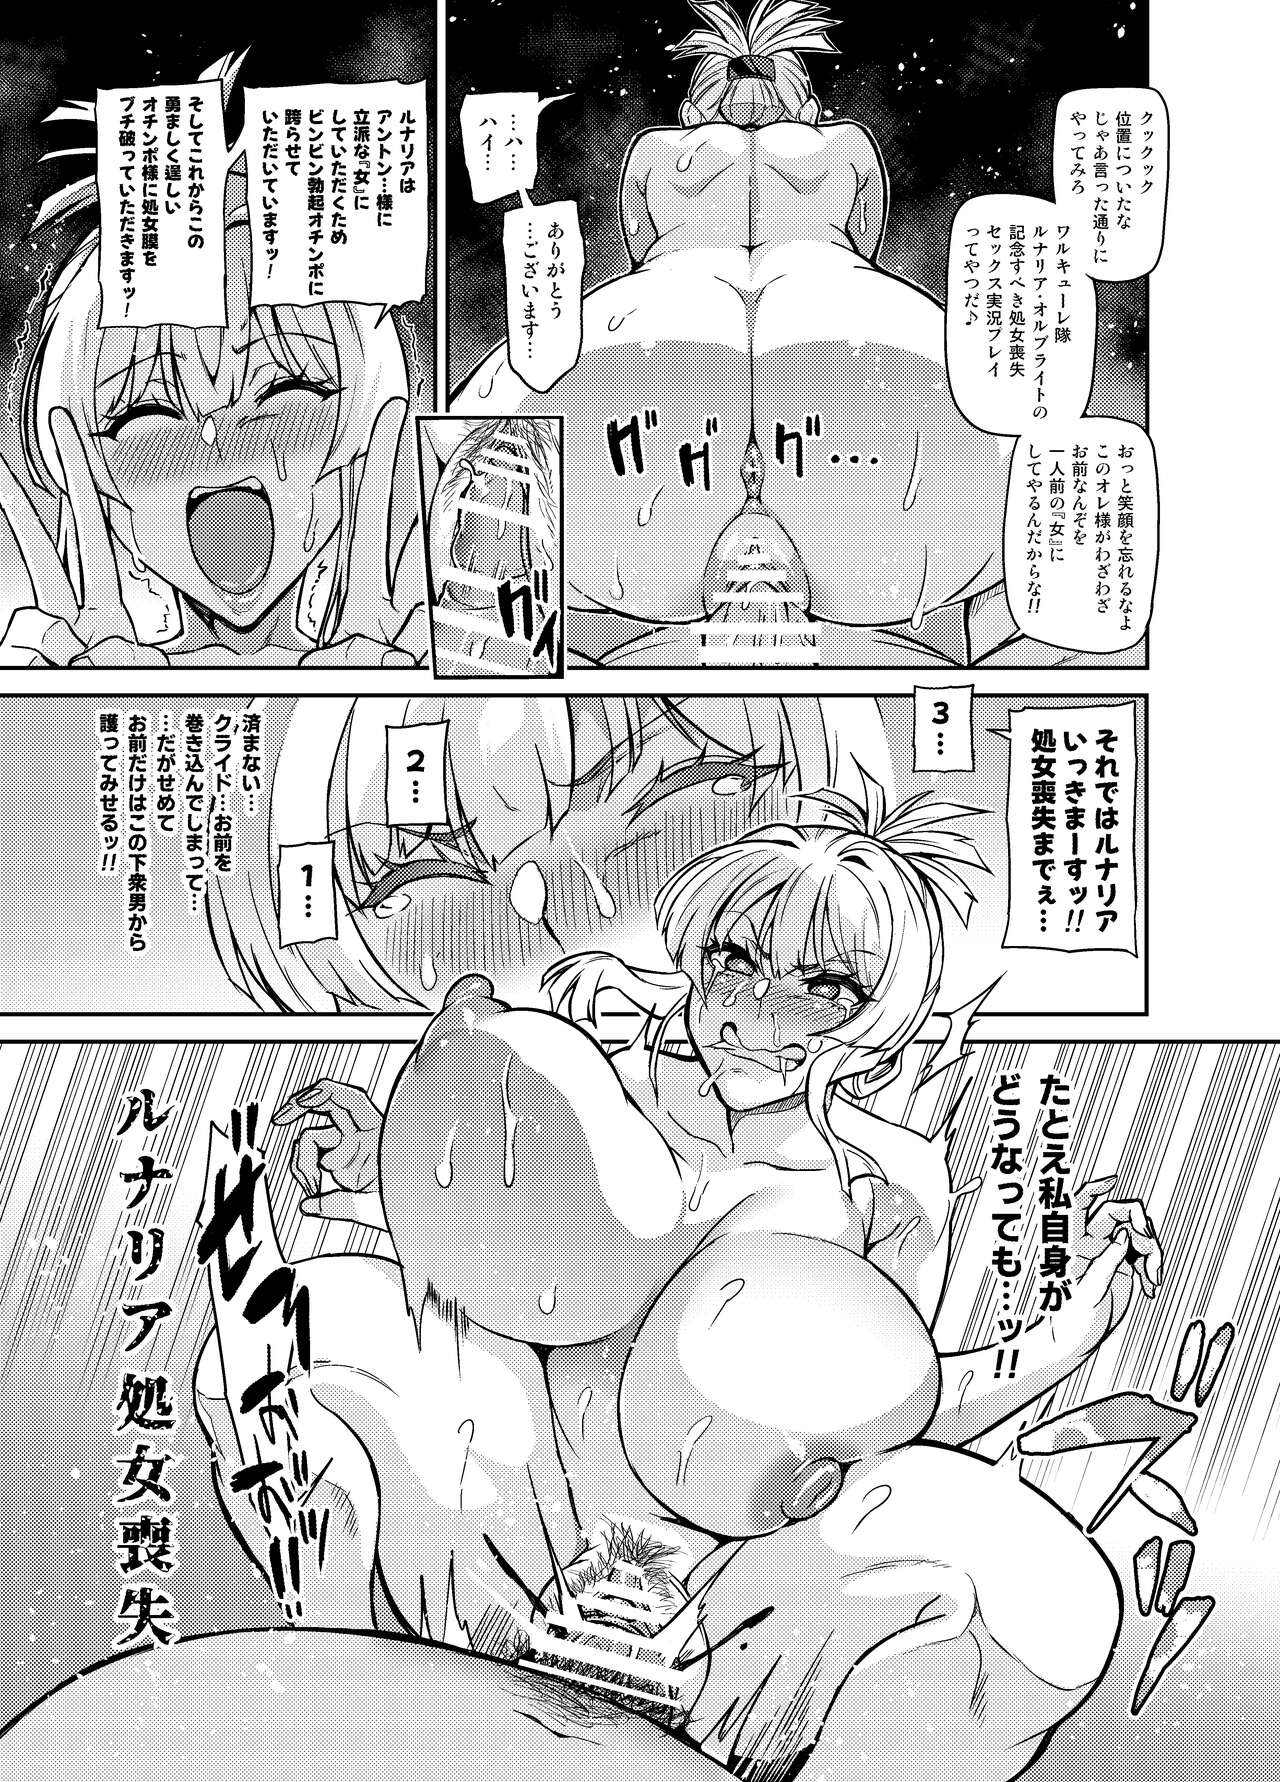 クックック
位置についたな
じゃあ言った通りに
やってみろ
ワルキューレ隊
ルナリア・オルブライトの
記念すべき処女喪失
セックス実況プレイ
ってやつだ♪
おっと笑顔を忘れるなよ
このオレ様がわざわざ
お前なんぞを
一人前の『女』に
してやるんだからな!!
…ハ…
ハイ…
ありがとう
…ございます…
グッ
グ…
ルナリアは
アントン…様に
立派な『女』に
していただくため
ビンビン勃起オチンポに
跨らせて
いただいていますッ!
そしてこれからこの
勇ましく逞しい
オチンポ様に処女膜を
ブチ破っていただきますッ!
グイ
それではルナリア
いっきまーすッ!!
処女喪失までぇ…
3…
2…
1…
済まない…
クライド…お前を
巻き込んでしまって…
…だがせめて
お前だけはこの下衆男から
護ってみせるッ!!
たとえ私自身が
どうなっても…ッ!!
ルナリア処女喪失